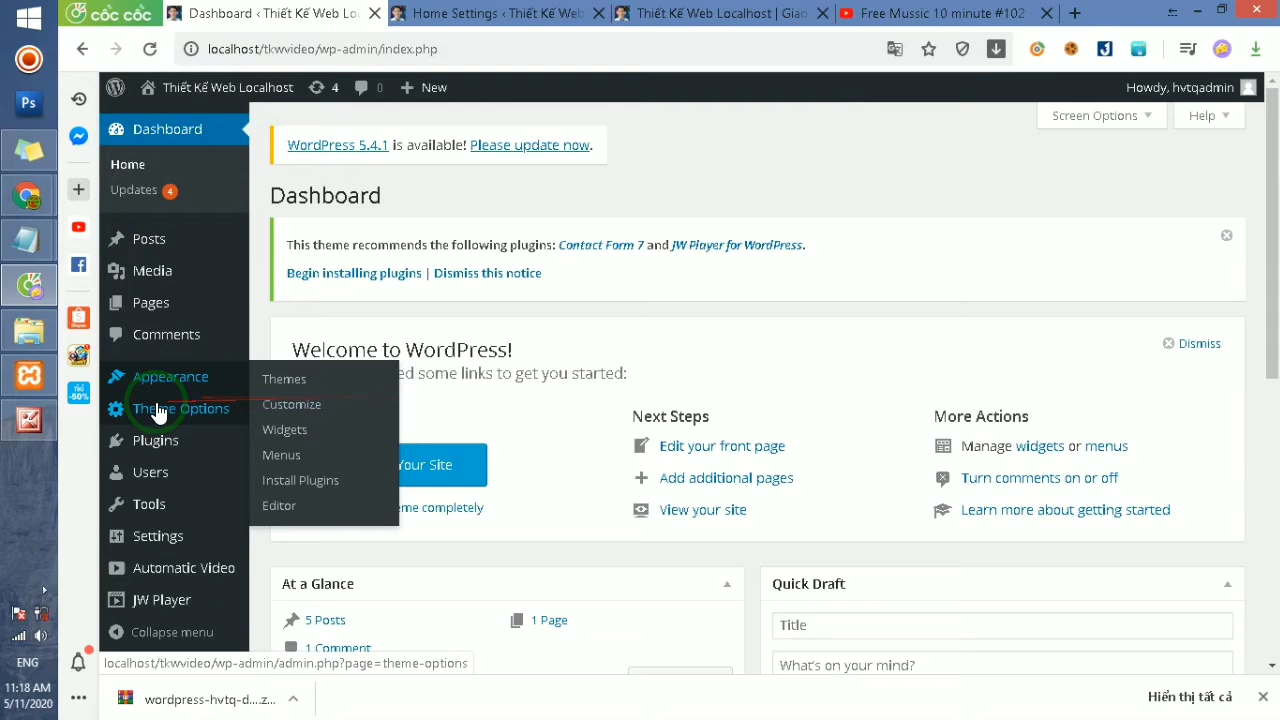 cốc cốc
Dashboard ‹ Thiết Kế Web Lo
Home Settings ‹ Thiết Kế Web
Thiết Kế Web Localhost | Giao
Free Mussic 10 minute #102
localhost/tkwvideo/wp-admin/index.php
Thiết Kế Web Localhost
4
0
New
Howdy, hvtqadmin
Dashboard
Home
Updates 4
Posts
Media
Pages
Comments
Appearance
Theme Options
Plugins
Users
Tools
Settings
Automatic Video
JW Player
Collapse menu
Themes
Customize
Widgets
Menus
Install Plugins
Editor
Screen Options
Help
WordPress 5.4.1 is available! Please update now.
Dashboard
This theme recommends the following plugins: Contact Form 7 and JW Player for WordPress.
Begin installing plugins | Dismiss this notice
Welcome to WordPress!
Dismiss
ed some links to get you started:
Your Site
eme completely
Next Steps
Edit your front page
Add additional pages
View your site
More Actions
Manage widgets or menus
Turn comments on or off
Learn more about getting started
At a Glance
5 Posts
1 Page
1 Comment
Quick Draft
Title
What's on your mind?
localhost/tkwvideo/wp-admin/admin.php?page=theme-options
wordpress-hvtq-d....z...
Hiển thị tất cả
Ps
-50%
ENG
11:18 AM
5/11/2020